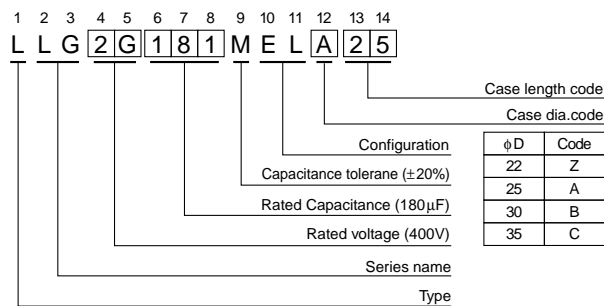 1 2 3 4 5 6 7 8 9 10 11 12 13 14
L L G 2 G 1 8 1 M E L A 2 5
Case length code
Case dia.code
Configuration
Capacitance tolerane (±20%)
Rated Capacitance (180µF)
Rated voltage (400V)
Series name
Type
φD Code
22 Z
25 A
30 B
35 C